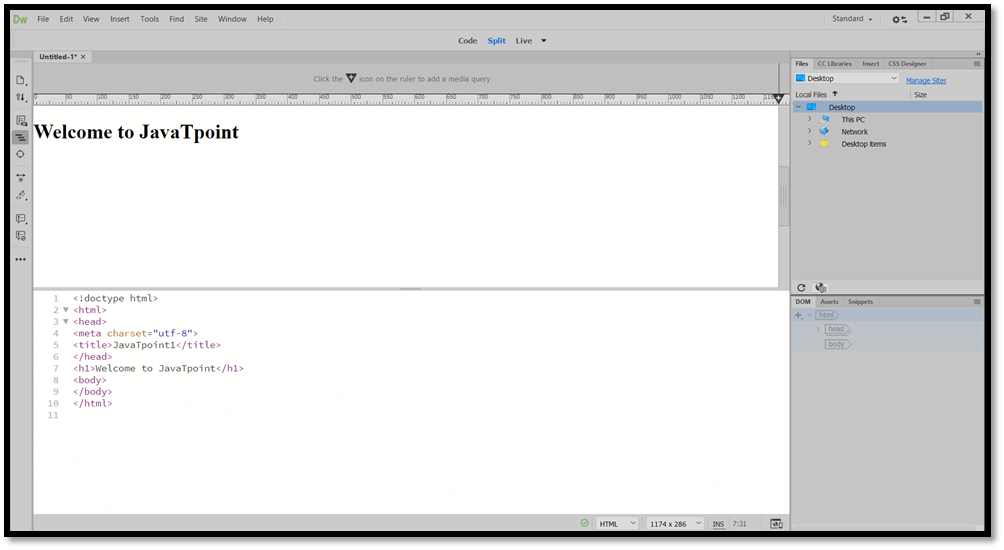 Dw File Edit View Insert Tools Find Site Window Help Standard
Code Split Live
Untitled-1* ×
Click the icon on the ruler to add a media query
0 50 100 150 200 250 300 350 400 450 500 550 600 650 700 750 800 850 900 950 1000 1050 1100
Welcome to JavaTpoint
1 <!doctype html>
2 <html>
3 <head>
4 <meta charset="utf-8">
5 <title>JavaTpoint1</title>
6 </head>
7 <h1>Welcome to JavaTpoint</h1>
8 <body>
9 </body>
10 </html>
11
HTML 1174 x 286 INS 7:31
Files CC Libraries Insert CSS Designer
Desktop Manage Sites
Local Files Size
Desktop
This PC
Network
Desktop items
DOM Assets Snippets
html
head
body